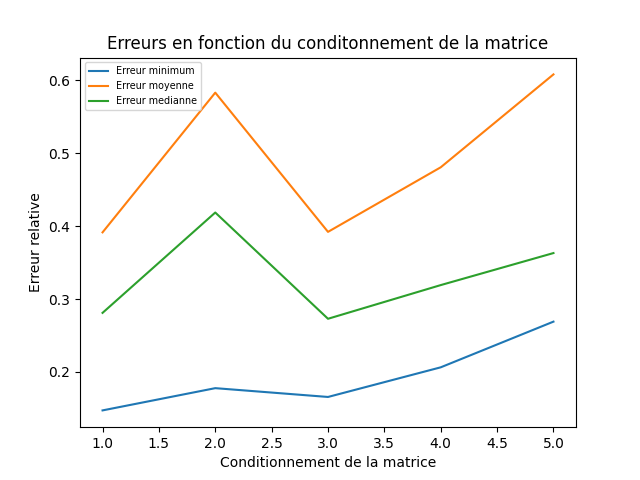 Erreurs en fonction du conditonnement de la matrice
Erreur minimum
Erreur moyenne
Erreur medianne
0.6
0.5
0.4
0.3
0.2
Erreur relative
1.0 1.5 2.0 2.5 3.0 3.5 4.0 4.5 5.0
Conditionnement de la matrice